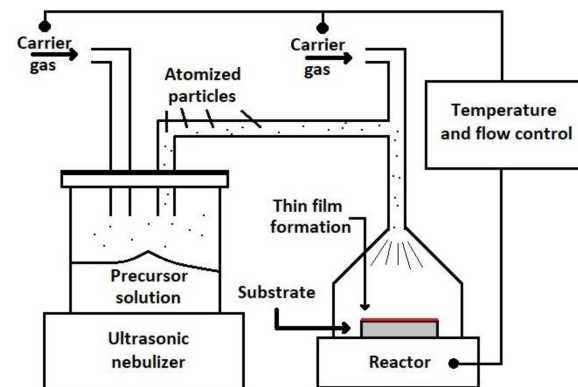 Carrier
gas
Carrier
gas
Atomized
particles
Temperature
and flow control
Thin film
formation
Precursor
solution
Substrate
Ultrasonic
nebulizer
Reactor